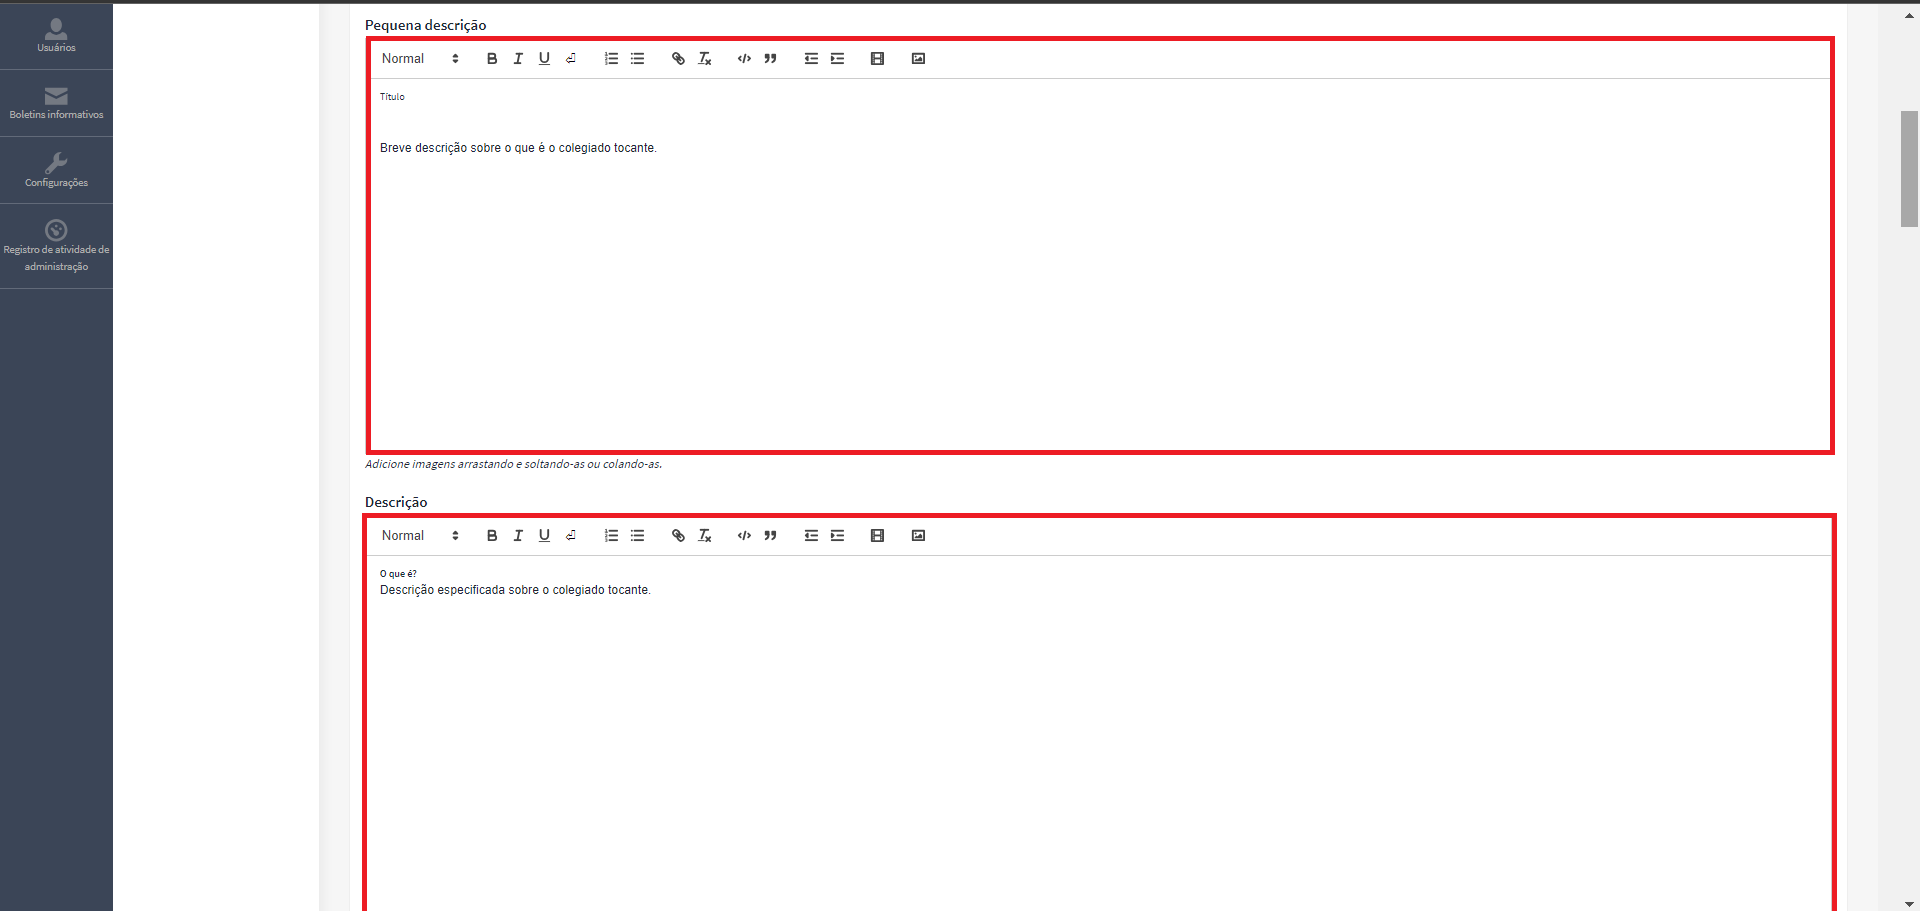 Usuários
Boletins informativos
Configurações
Registro de atividade de
administração
Pequena descrição
Normal
Título
Breve descrição sobre o que é o colegiado tocante.
Adicione imagens arrastando e soltando-as ou colando-as.
Descrição
Normal
O que é?
Descrição especificada sobre o colegiado tocante.